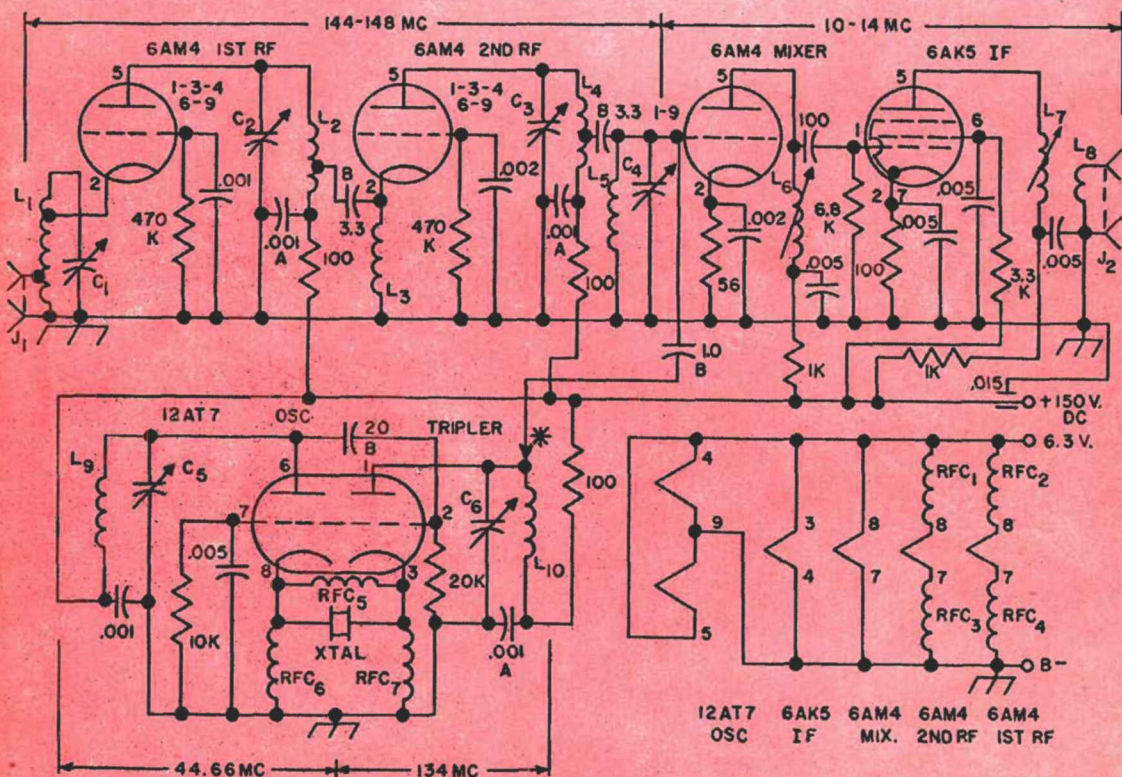 144-148 MC 10-14 MC
6AM4 1ST RF 6AM4 2ND RF 6AM4 MIXER 6AK5 IF
5 1-3-4 6-9 C2 L2 5 1-3-4 6-9 C3 L4 B 3.3 1-9 5 100 1 6 L7 L8
L1 2 .001 B 2 .002 L5 C4 2 L6 2 7 .005
470 K .001 A 3.3 470 K .001 A .002 6.8 K .005 .005 J2
C1 100 L3 100 56 .005 100 3.3 K
J1
1.0 B 1K 1K .015
+150 V. DC
12AT7 OSC TRIPLER *
20 B 6.3 V.
L9 C5 6 1 C6 100 4 RFC1 RFC2
7 2 9 3 8 8 8
.005 8 3 20K L10 4 7 7 7
RFC5
.001 10K XTAL .001 A 5 RFC3 RFC4
RFC6 RFC7 B-
12AT7 OSC 6AK5 IF 6AM4 MIX. 6AM4 2ND RF 6AM4 1ST RF
44.66 MC 134 MC